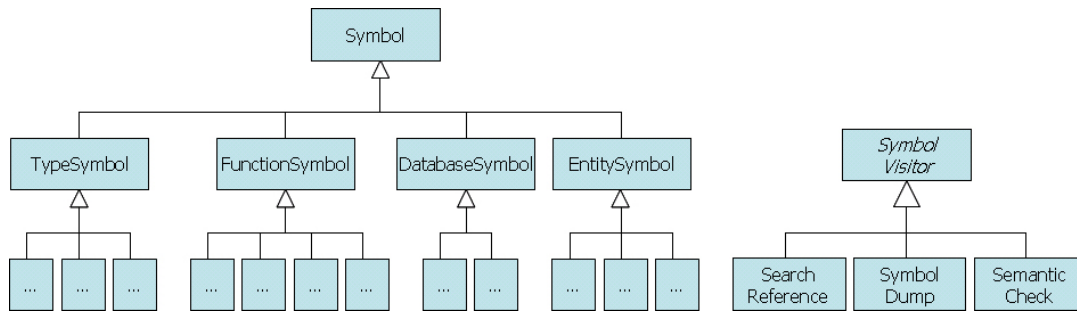 Symbol
TypeSymbol
FunctionSymbol
DatabaseSymbol
EntitySymbol
Symbol
Visitor
... ... ... ... ... ... ... ... ... ... ... ...
Search
Reference
Symbol
Dump
Semantic
Check